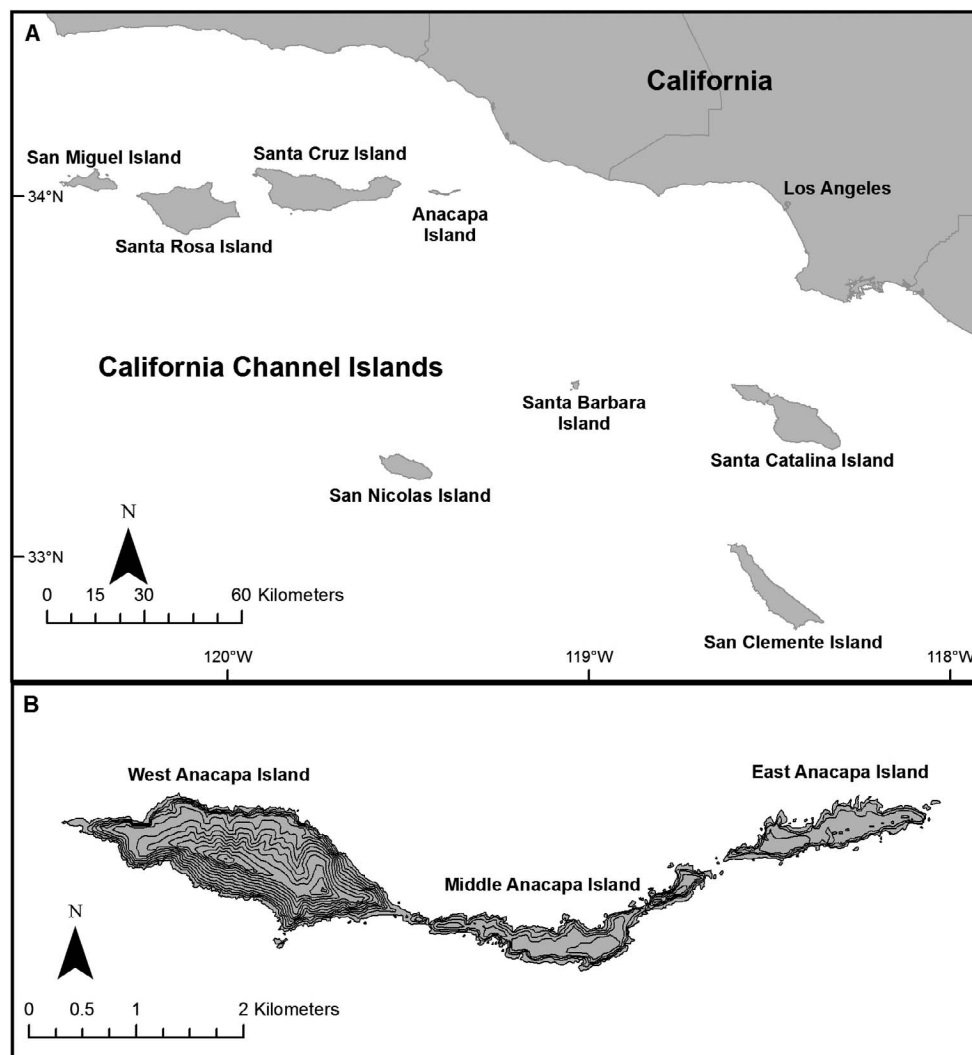 A
California
San Miguel Island
Santa Cruz Island
Los Angeles
34°N
Anacapa
Island
Santa Rosa Island
California Channel Islands
Santa Barbara
Island
Santa Catalina Island
San Nicolas Island
N
33°N
0 15 30 60 Kilometers
San Clemente Island
120°W 119°W 118°W
B
West Anacapa Island
East Anacapa Island
Middle Anacapa Island
N
0 0.5 1 2 Kilometers